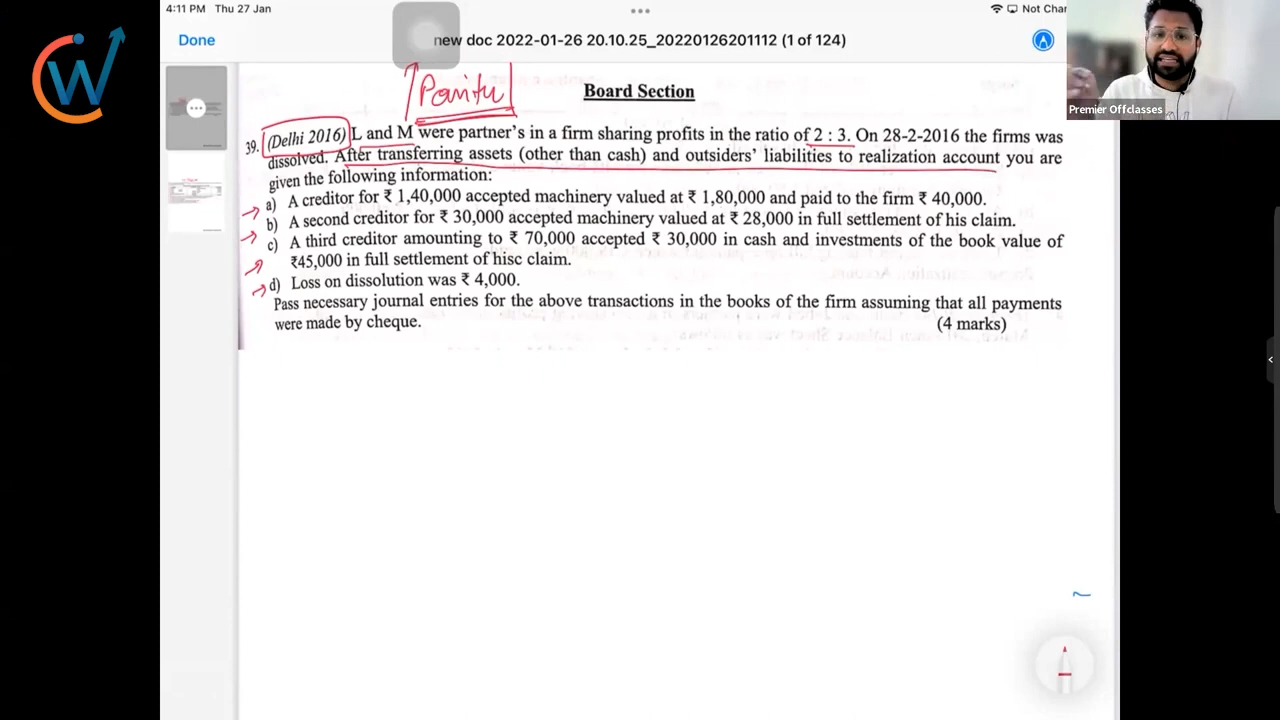 4:11 PM Thu 27 Jan
Not Char
Done
new doc 2022-01-26 20.10.25_20220126201112 (1 of 124)
Premier Offclasses
Board Section
39. (Delhi 2016) L and M were partner's in a firm sharing profits in the ratio of 2 : 3. On 28-2-2016 the firms was
dissolved. After transferring assets (other than cash) and outsiders' liabilities to realization account you are
given the following information:
a) A creditor for ₹ 1,40,000 accepted machinery valued at ₹ 1,80,000 and paid to the firm ₹ 40,000.
b) A second creditor for ₹ 30,000 accepted machinery valued at ₹ 28,000 in full settlement of his claim.
c) A third creditor amounting to ₹ 70,000 accepted ₹ 30,000 in cash and investments of the book value of
₹45,000 in full settlement of hisc claim.
d) Loss on dissolution was ₹ 4,000.
Pass necessary journal entries for the above transactions in the books of the firm assuming that all payments
were made by cheque.
(4 marks)